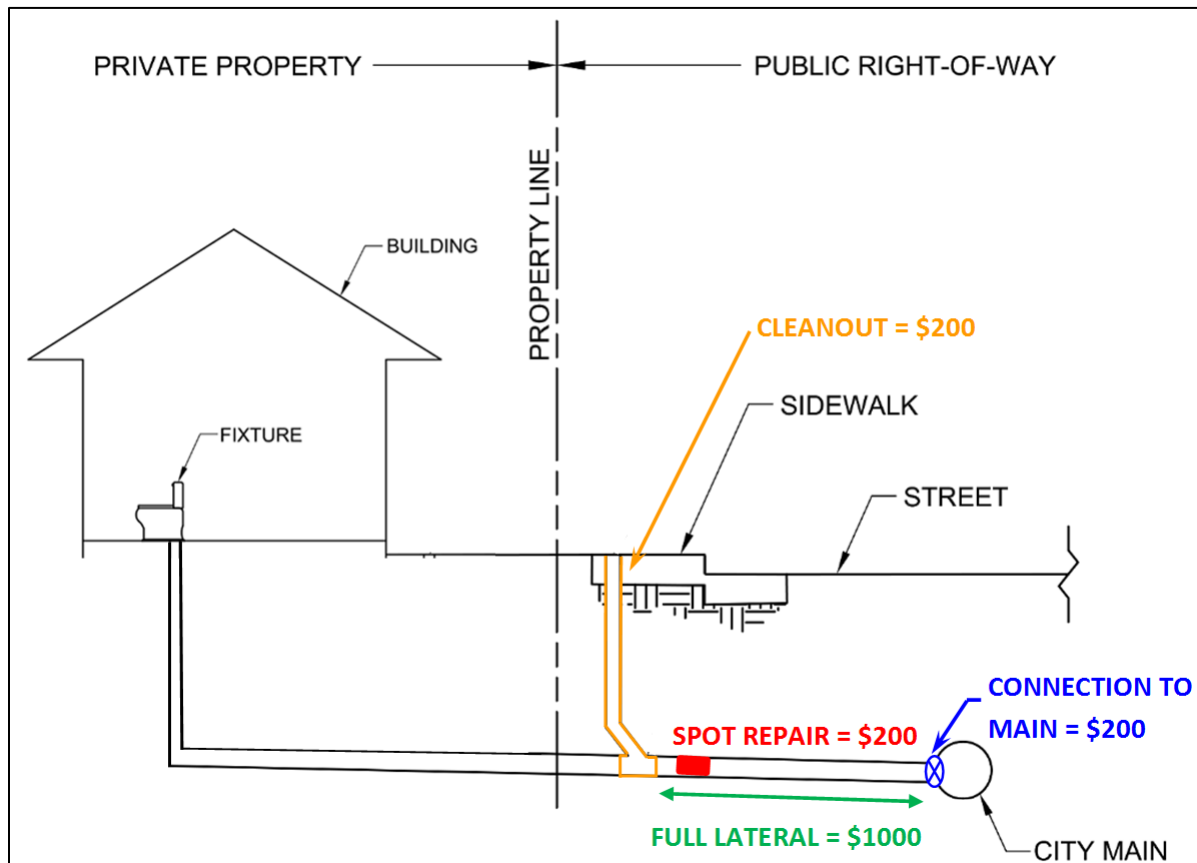 PRIVATE PROPERTY
PUBLIC RIGHT-OF-WAY
PROPERTY LINE
BUILDING
CLEANOUT = $200
SIDEWALK
FIXTURE
STREET
CONNECTION TO
MAIN = $200
SPOT REPAIR = $200
FULL LATERAL = $1000
CITY MAIN